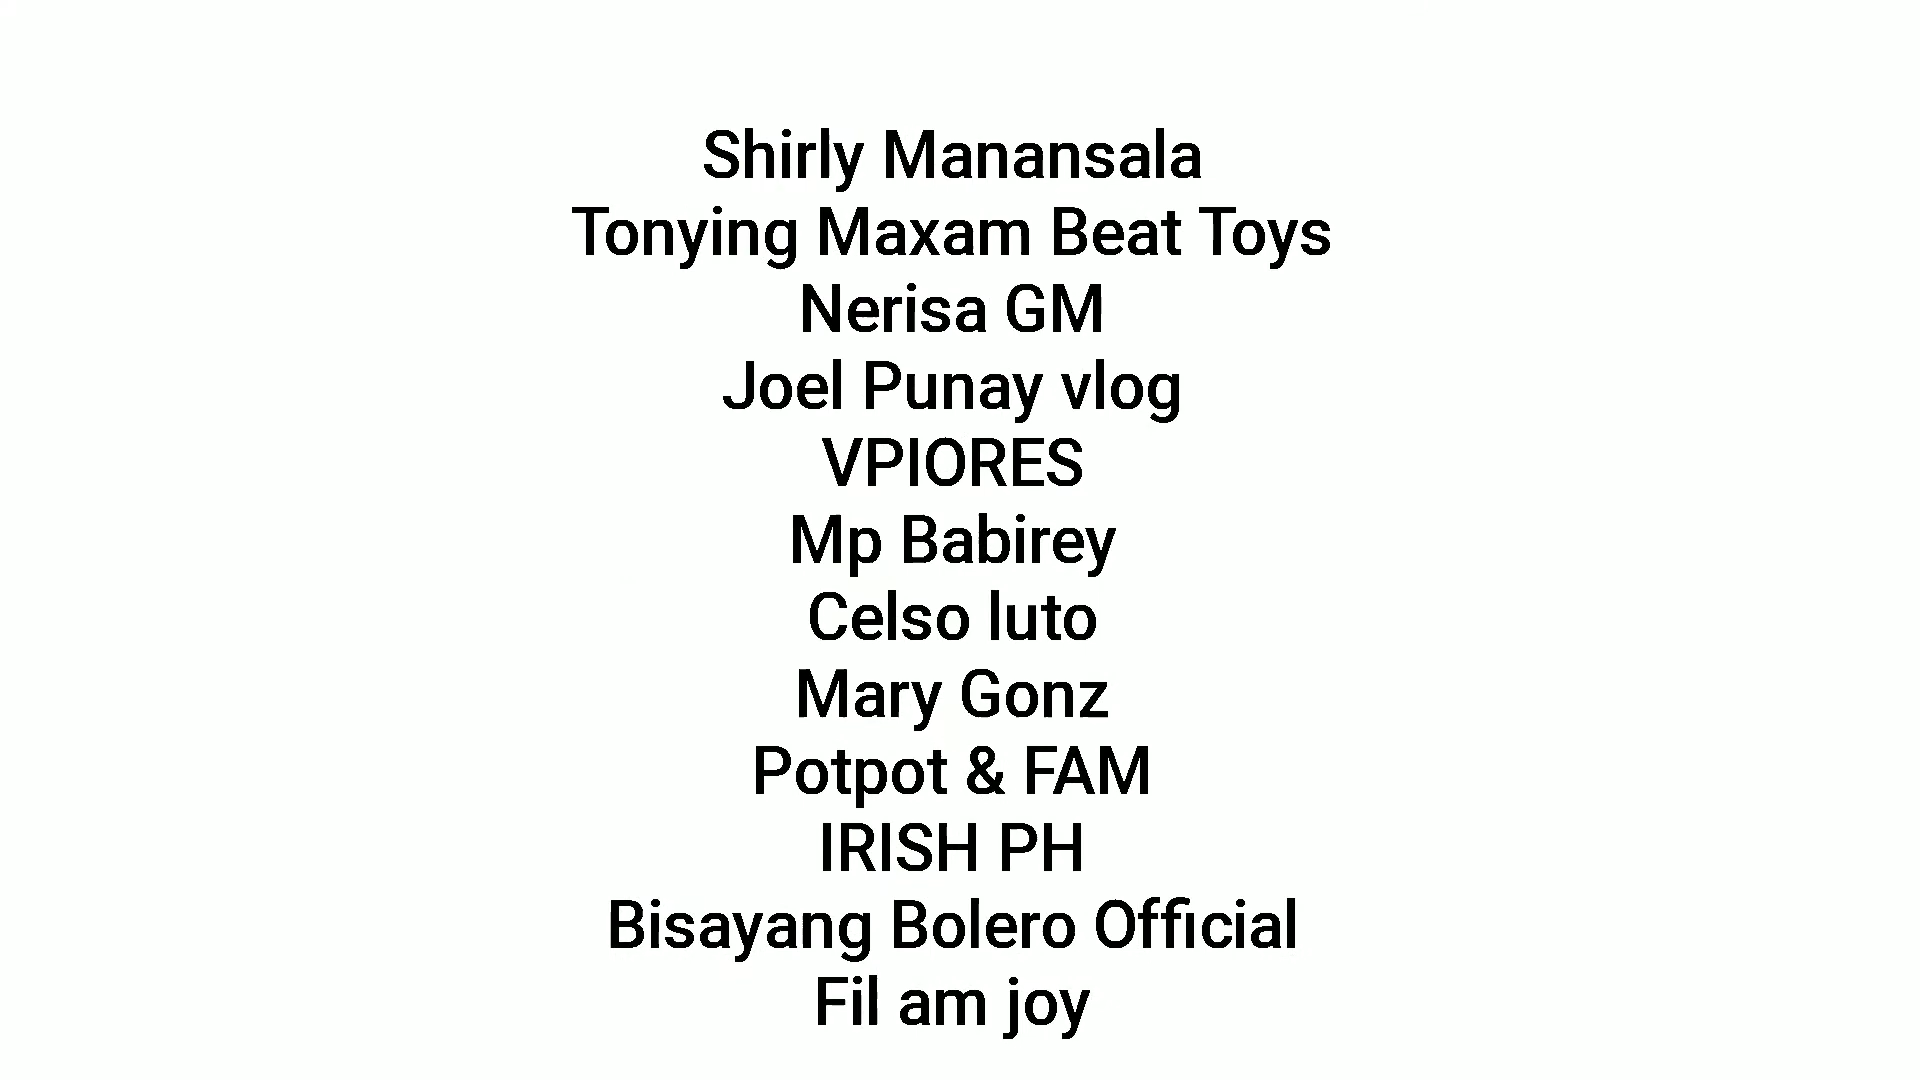 Shirly Manansala
Tonying Maxam Beat Toys
Nerisa GM
Joel Punay vlog
VPIORES
Mp Babirey
Celso luto
Mary Gonz
Potpot & FAM
IRISH PH
Bisayang Bolero Official
Fil am joy